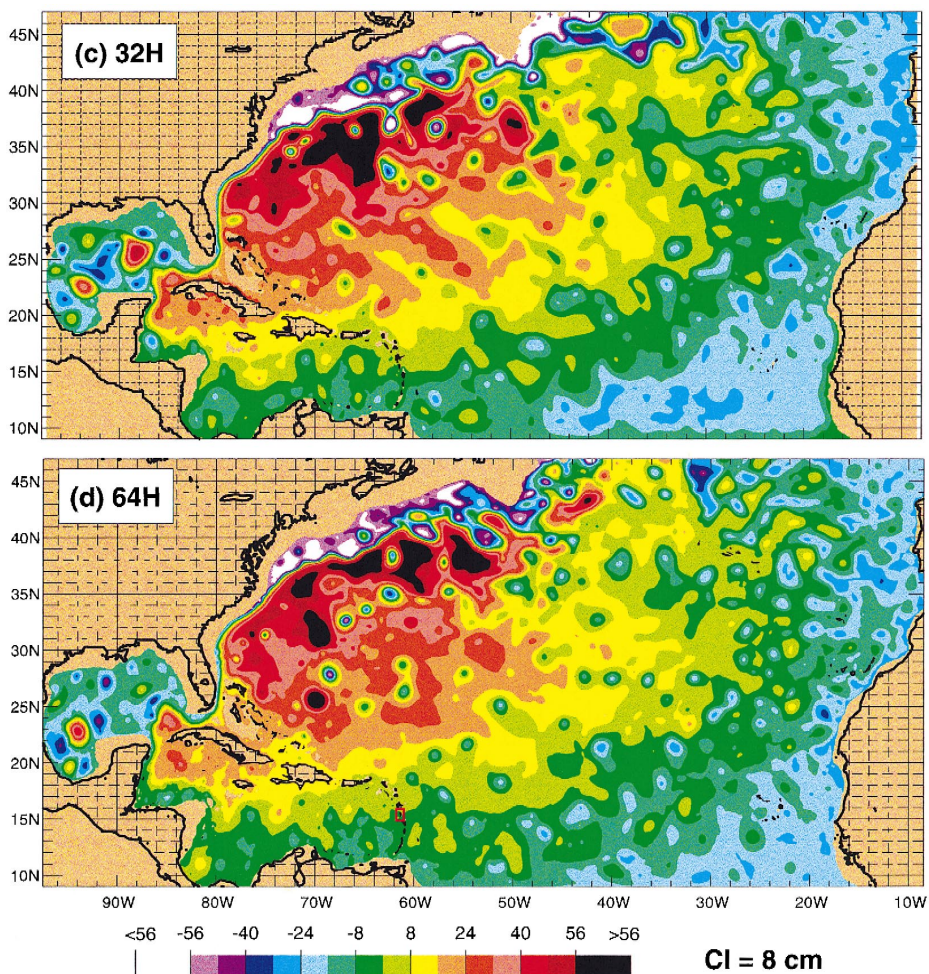 45N
(c) 32H
40N
35N
30N
25N
20N
15N
10N
45N
(d) 64H
40N
35N
30N
25N
20N
15N
10N
90W 80W 70W 60W 50W 40W 30W 20W 10W
<56 -56 -40 -24 -8 8 24 40 56 >56
CI = 8 cm